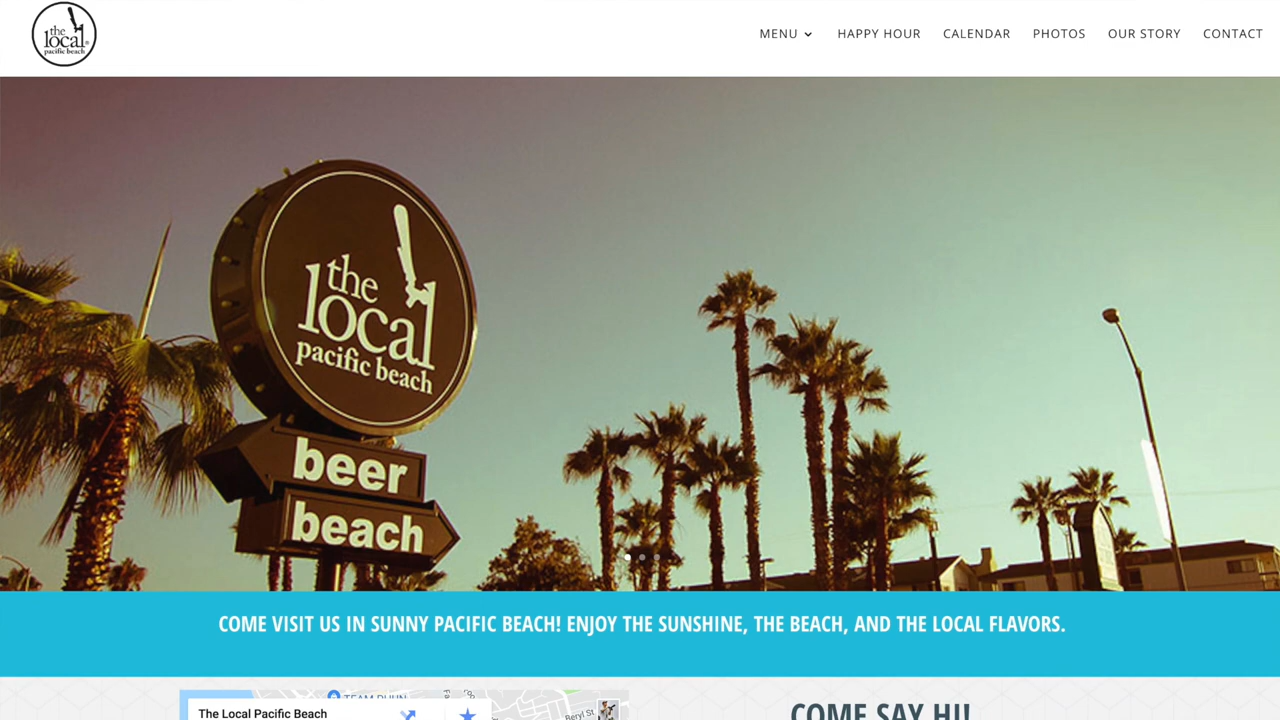 the
local
pacific beach
MENU
HAPPY HOUR
CALENDAR
PHOTOS
OUR STORY
CONTACT
the
local
pacific beach
beer
beach
COME VISIT US IN SUNNY PACIFIC BEACH! ENJOY THE SUNSHINE, THE BEACH, AND THE LOCAL FLAVORS.
The Local Pacific Beach
Beryl St
COME SAY HI!